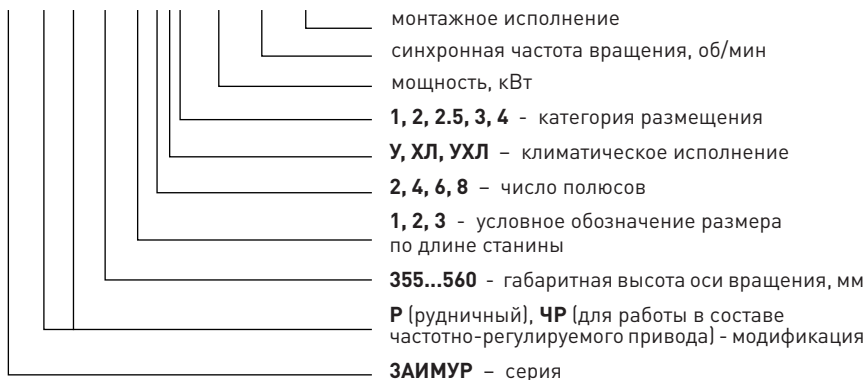 монтажное исполнение
синхронная частота вращения, об/мин
мощность, кВт
1, 2, 2.5, 3, 4 - категория размещения
У, ХЛ, УХЛ – климатическое исполнение
2, 4, 6, 8 – число полюсов
1, 2, 3 - условное обозначение размера
по длине станины
355...560 - габаритная высота оси вращения, мм
Р (рудничный), ЧР (для работы в составе
частотно-регулируемого привода) - модификация
3АИМУР – серия